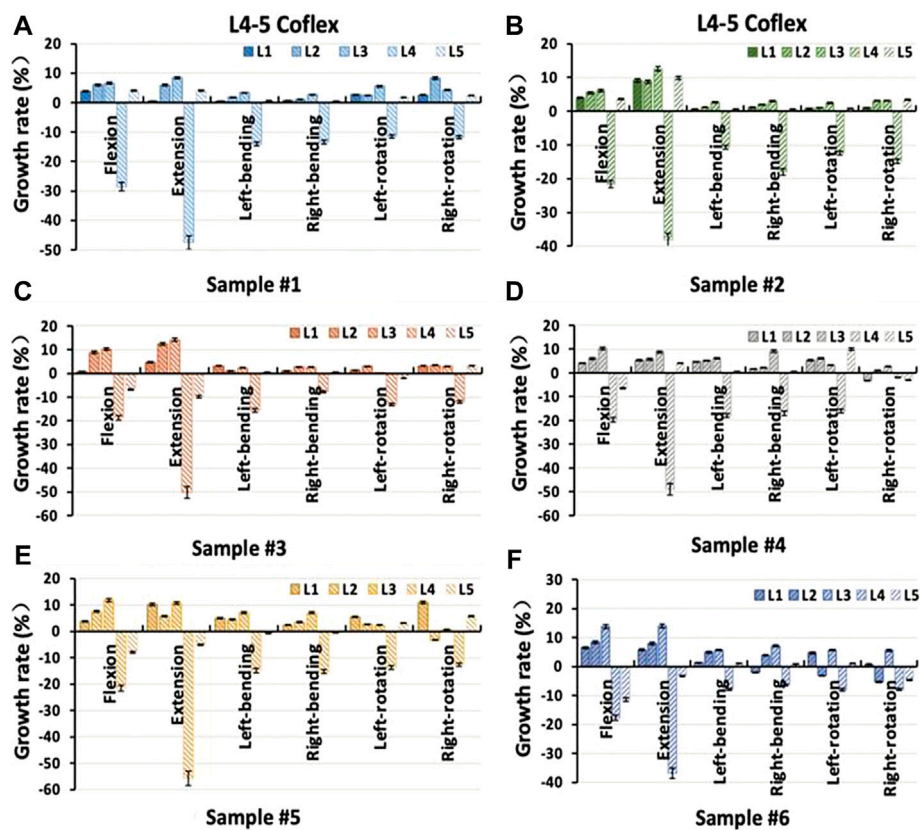 A
L4-5 Coflex
L1 L2 L3 L4 L5
Growth rate (%)
20
10
0
-10
-20
-30
-40
-50
Flexion
Extension
Left-bending
Right-bending
Left-rotation
Right-rotation
Sample #1
B
L4-5 Coflex
L1 L2 L3 L4 L5
Growth rate (%)
20
10
0
-10
-20
-30
-40
Flexion
Extension
Left-bending
Right-bending
Left-rotation
Right-rotation
Sample #2
C
L1 L2 L3 L4 L5
Growth rate (%)
20
10
0
-10
-20
-30
-40
-50
-60
Flexion
Extension
Left-bending
Right-bending
Left-rotation
Right-rotation
Sample #3
D
L1 L2 L3 L4 L5
Growth rate (%)
20
10
0
-10
-20
-30
-40
-50
-60
Flexion
Extension
Left-bending
Right-bending
Left-rotation
Right-rotation
Sample #4
E
L1 L2 L3 L4 L5
Growth rate (%)
20
10
0
-10
-20
-30
-40
-50
-60
Flexion
Extension
Left-bending
Right-bending
Left-rotation
Right-rotation
Sample #5
F
L1 L2 L3 L4 L5
Growth rate (%)
30
20
10
0
-10
-20
-30
-40
Flexion
Extension
Left-bending
Right-bending
Left-rotation
Right-rotation
Sample #6